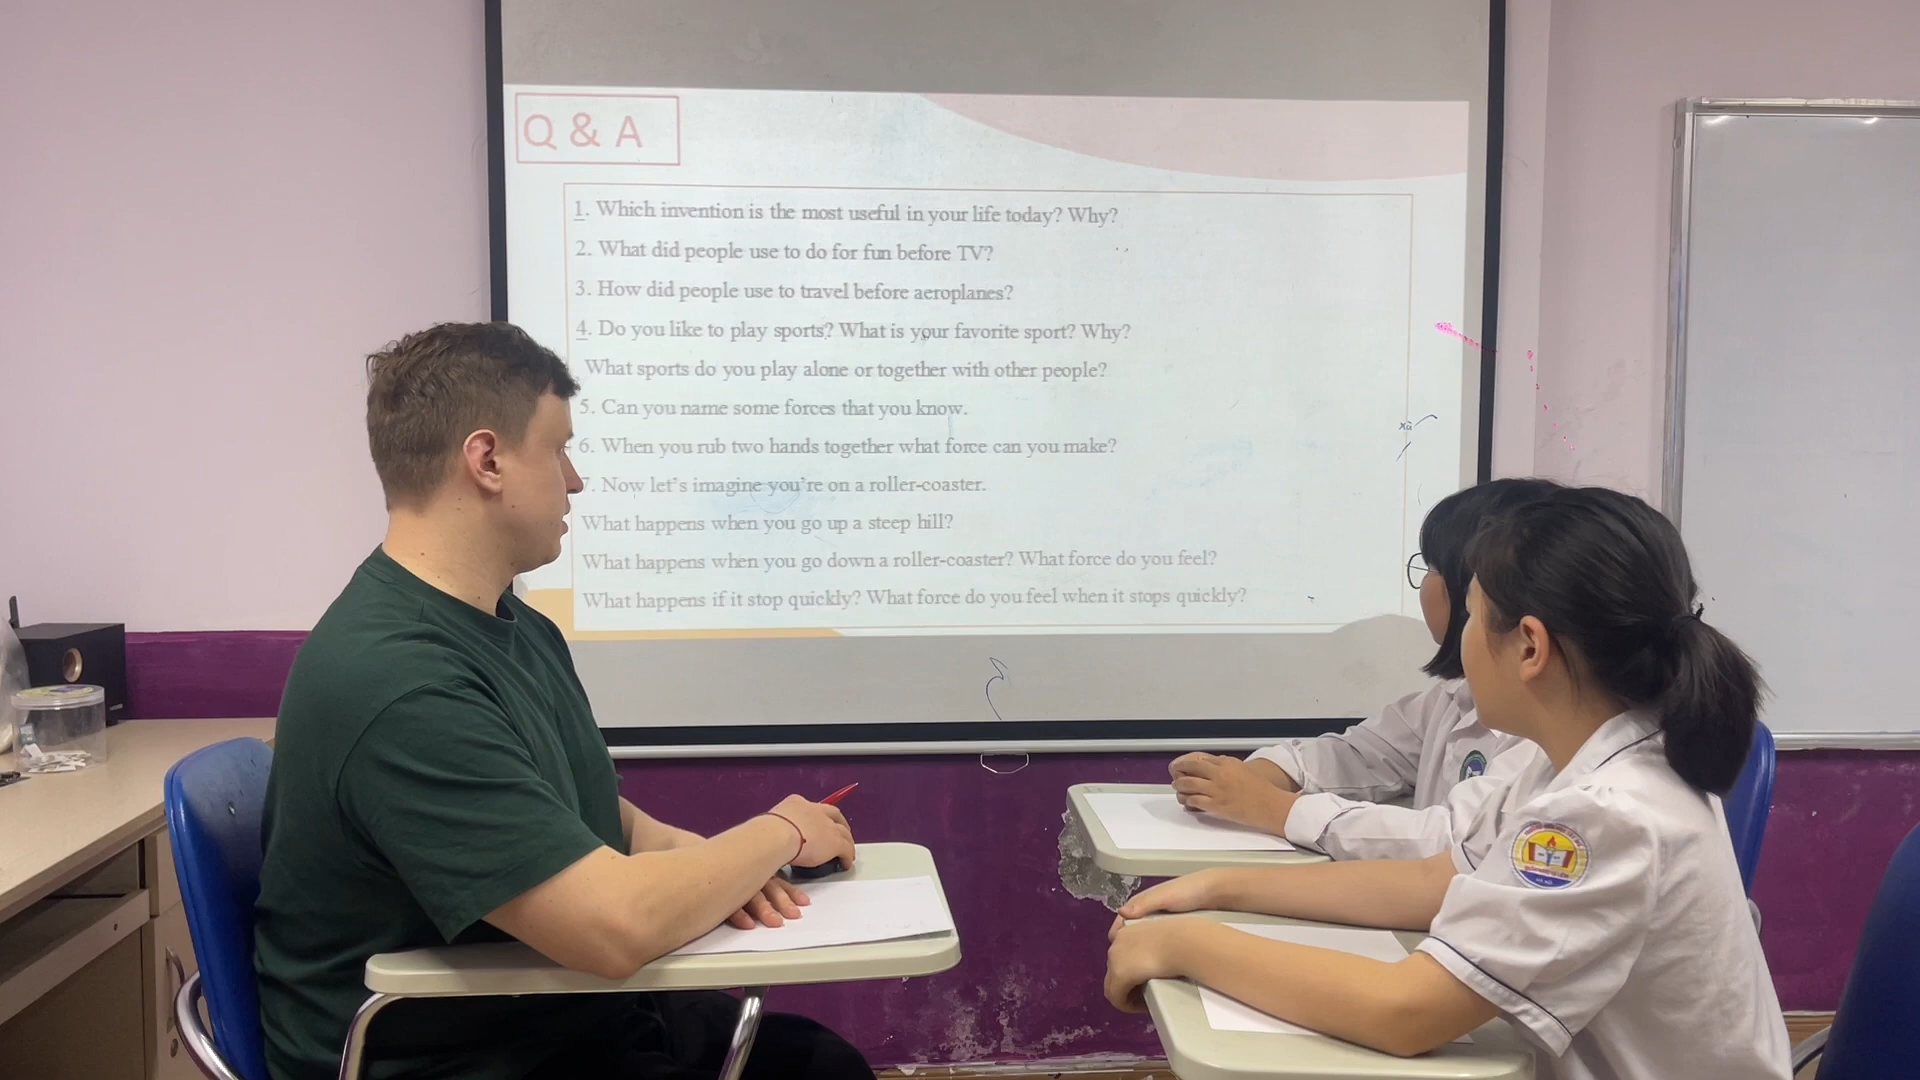 Q & A
1. Which invention is the most useful in your life today? Why?
2. What did people use to do for fun before TV?
3. How did people use to travel before aeroplanes?
4. Do you like to play sports? What is your favorite sport? Why?
What sports do you play alone or together with other people?
5. Can you name some forces that you know.
6. When you rub two hands together what force can you make?
7. Now let's imagine you're on a roller-coaster.
What happens when you go up a steep hill?
What happens when you go down a roller-coaster? What force do you feel?
What happens if it stop quickly? What force do you feel when it stops quickly?
xã